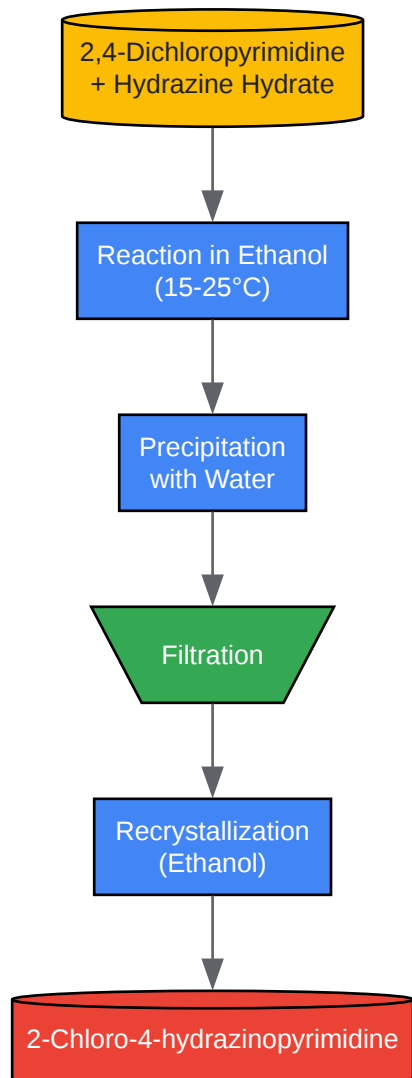 2,4-Dichloropyrimidine
+ Hydrazine Hydrate
Reaction in Ethanol
(15-25°C)
Precipitation
with Water
Filtration
Recrystallization
(Ethanol)
2-Chloro-4-hydrazinopyrimidine